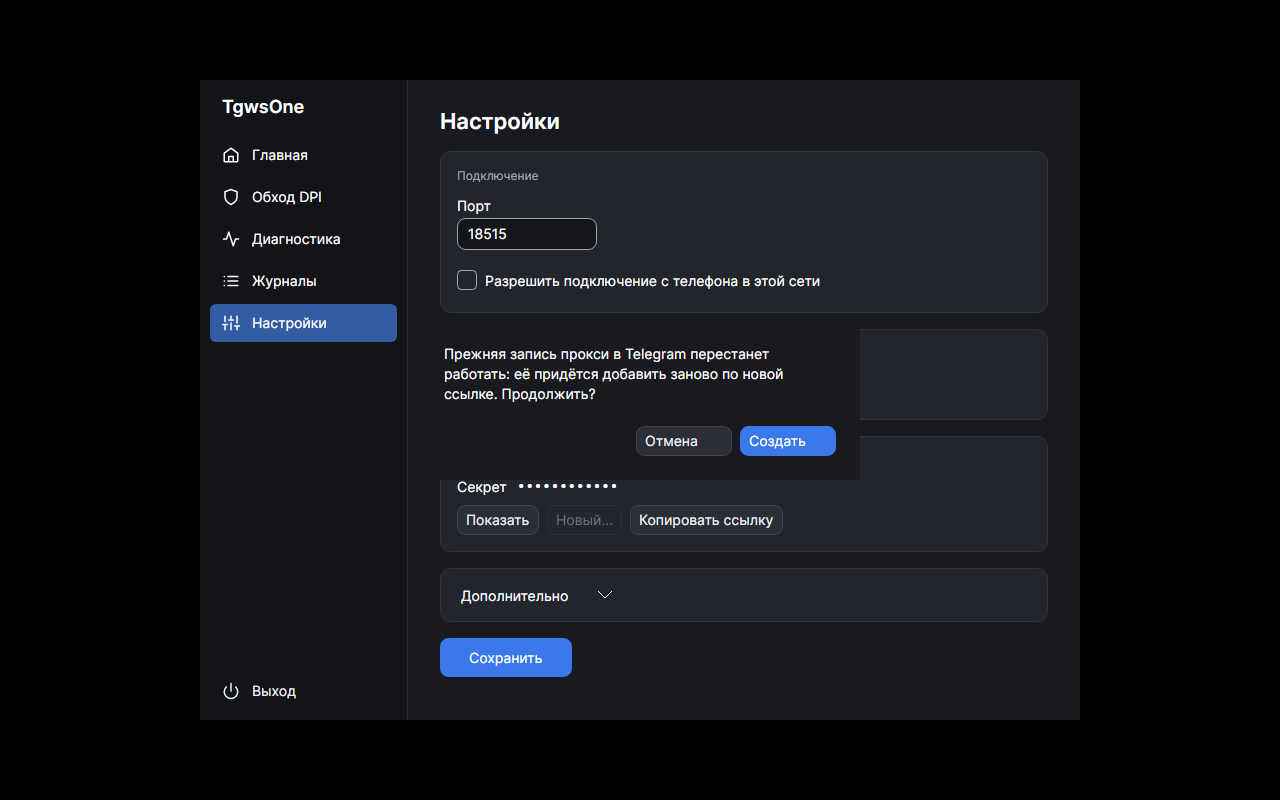 TgwsOne
Главная
Обход DPI
Диагностика
Журналы
Настройки
Выход
Настройки
Подключение
Порт
18515
Разрешить подключение с телефона в этой сети
Прежняя запись прокси в Telegram перестанет
работать: её придётся добавить заново по новой
ссылке. Продолжить?
Отмена
Создать
Секрет ••••••••••••
Показать
Новый...
Копировать ссылку
Дополнительно
Сохранить